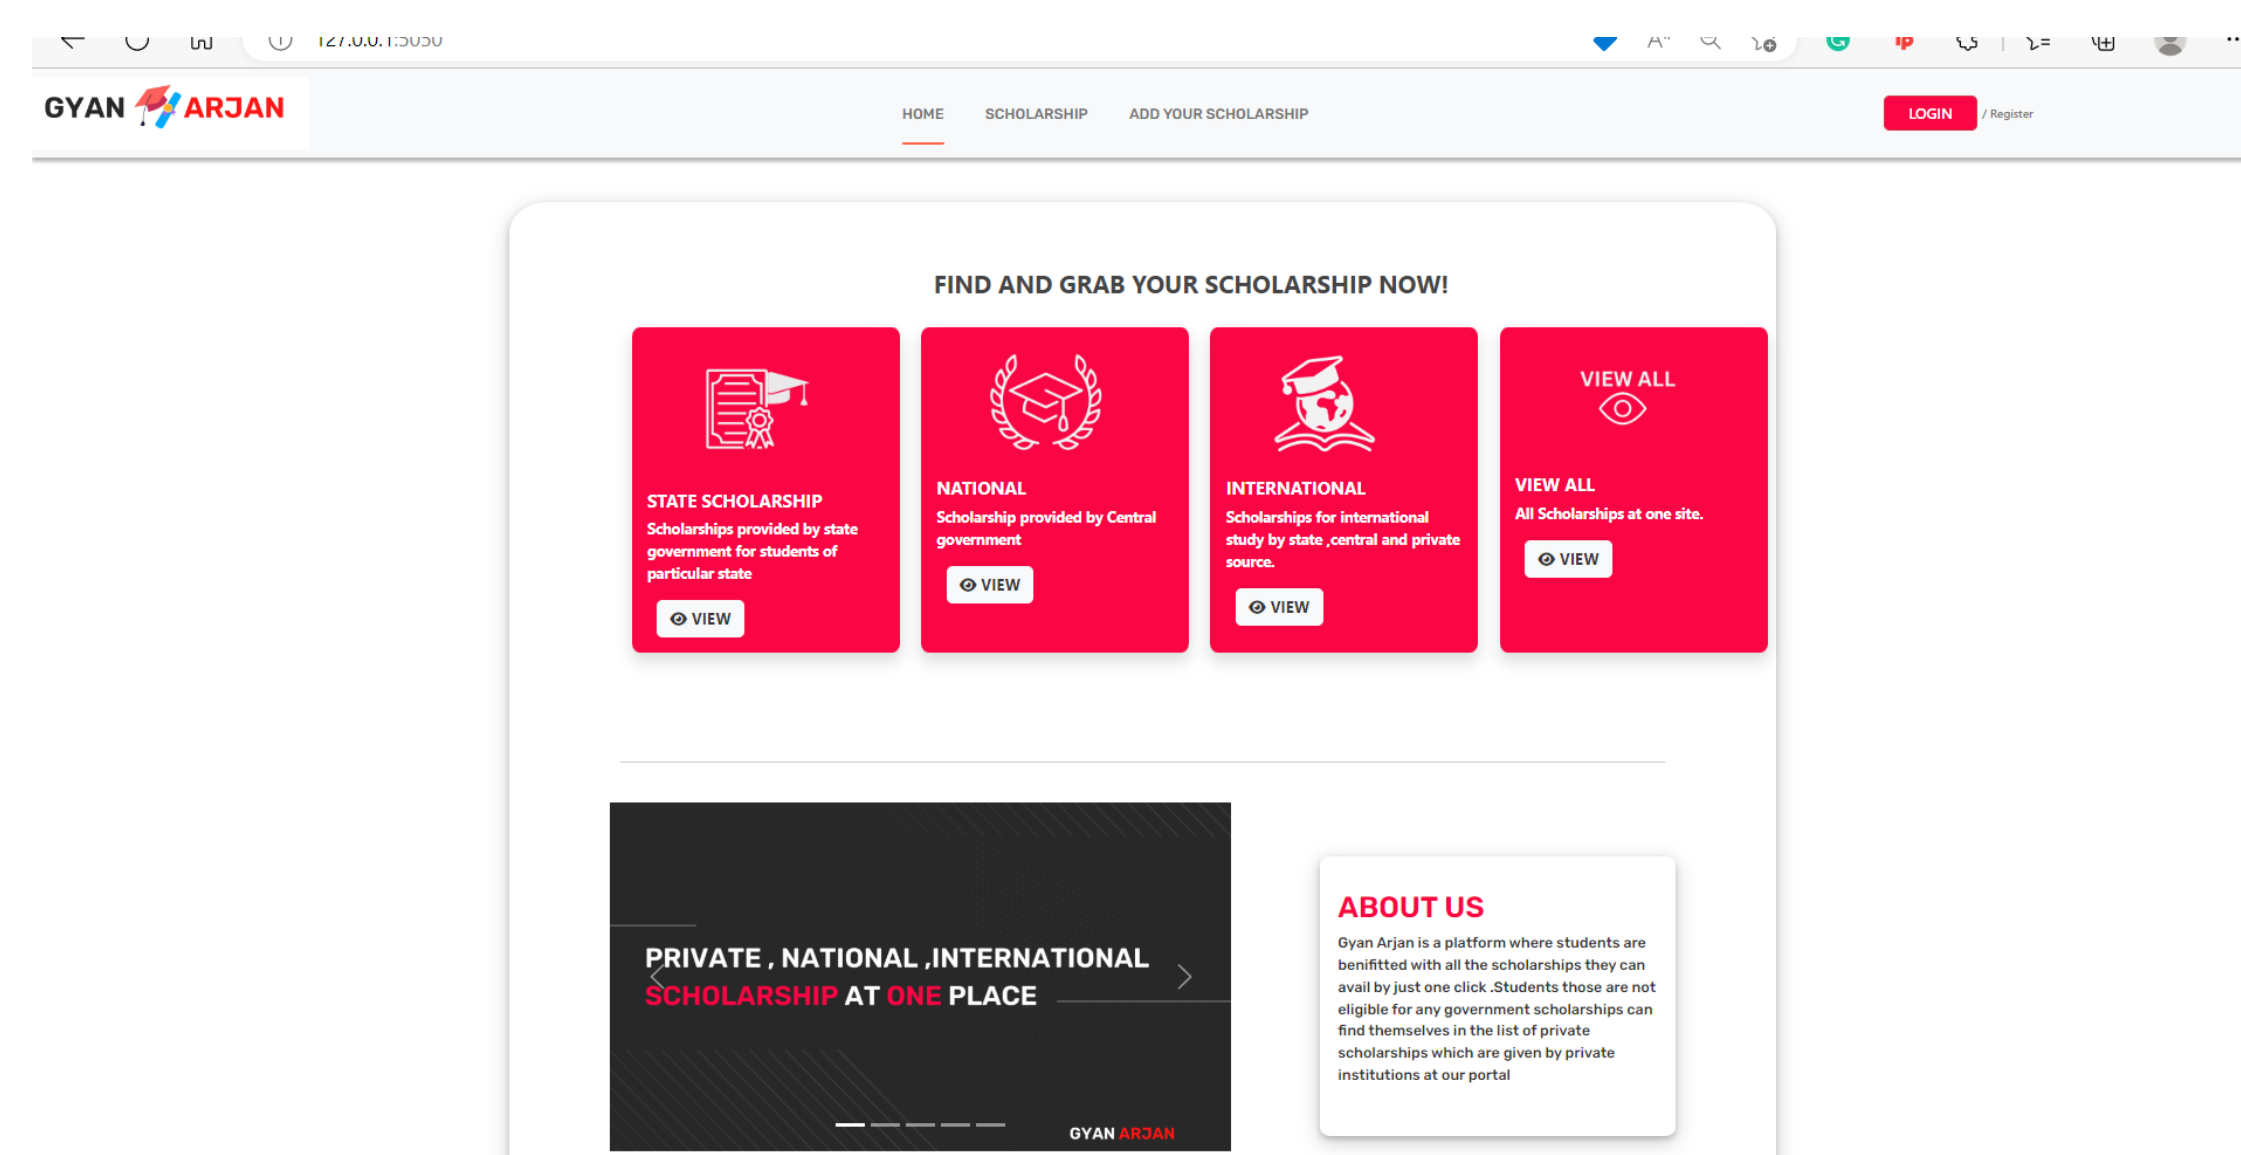 127.0.0.1:5050
GYAN ARJAN
HOME SCHOLARSHIP ADD YOUR SCHOLARSHIP
LOGIN / Register
FIND AND GRAB YOUR SCHOLARSHIP NOW!
STATE SCHOLARSHIP
Scholarships provided by state
government for students of
particular state
VIEW
NATIONAL
Scholarship provided by Central
government
VIEW
INTERNATIONAL
Scholarships for international
study by state ,central and private
source.
VIEW
VIEW ALL
VIEW ALL
All Scholarships at one site.
VIEW
PRIVATE , NATIONAL ,INTERNATIONAL
SCHOLARSHIP AT ONE PLACE
GYAN ARJAN
ABOUT US
Gyan Arjan is a platform where students are
benifitted with all the scholarships they can
avail by just one click .Students those are not
eligible for any government scholarships can
find themselves in the list of private
scholarships which are given by private
institutions at our portal